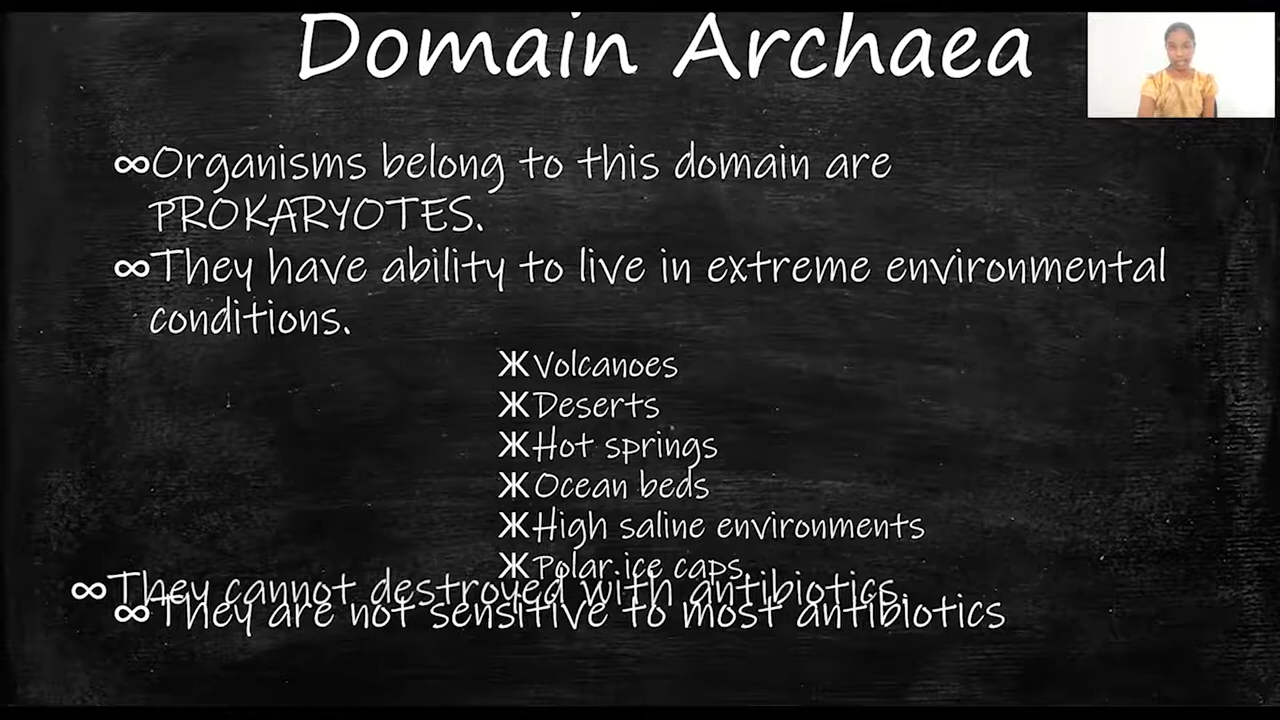 Domain Archaea
∞Organisms belong to this domain are
PROKARYOTES.
∞They have ability to live in extreme environmental
conditions.
ЖVolcanoes
ЖDeserts
ЖHot springs
ЖOcean beds
ЖHigh saline environments
ЖPolar ice caps
∞They cannot destroyed with antibiotics.
∞They are not sensitive to most antibiotics